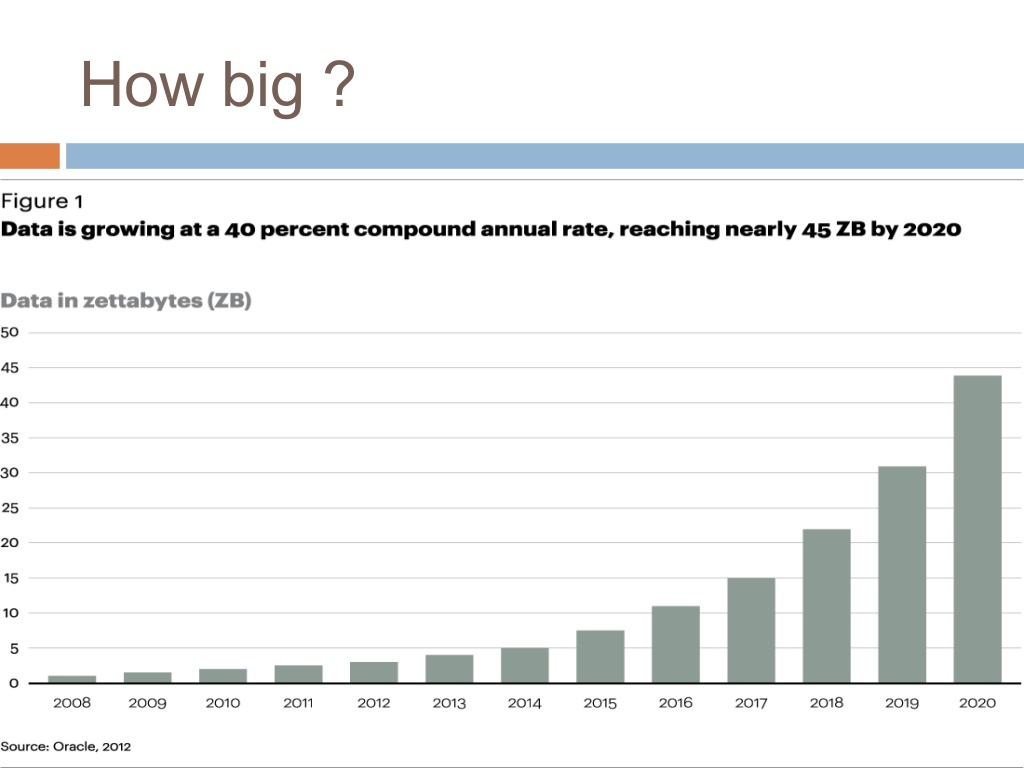 How big ?
Figure 1
Data is growing at a 40 percent compound annual rate, reaching nearly 45 ZB by 2020
Data in zettabytes (ZB)
50
45
40
35
30
25
20
15
10
5
0
2008 2009 2010 2011 2012 2013 2014 2015 2016 2017 2018 2019 2020
Source: Oracle, 2012